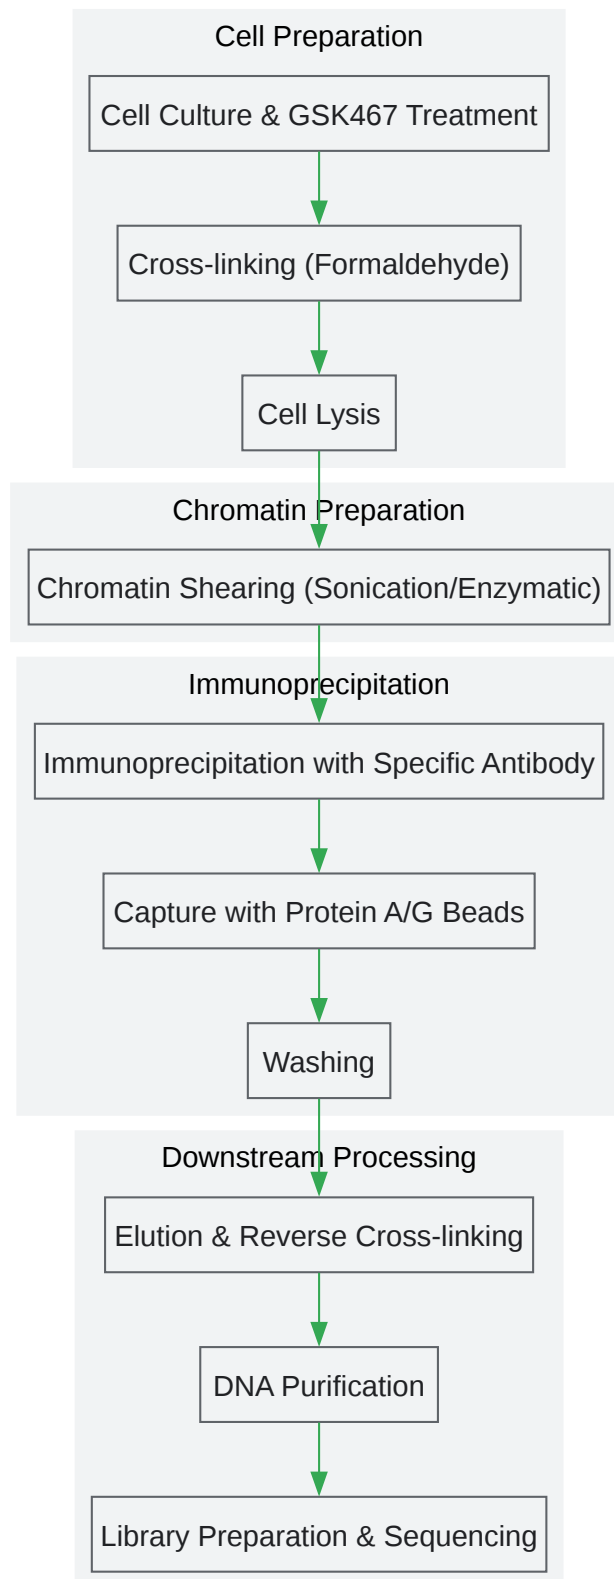 Cell Preparation
Cell Culture & GSK467 Treatment
Cross-linking (Formaldehyde)
Cell Lysis
Chromatin Preparation
Chromatin Shearing (Sonication/Enzymatic)
Immunoprecipitation
Immunoprecipitation with Specific Antibody
Capture with Protein A/G Beads
Washing
Downstream Processing
Elution & Reverse Cross-linking
DNA Purification
Library Preparation & Sequencing